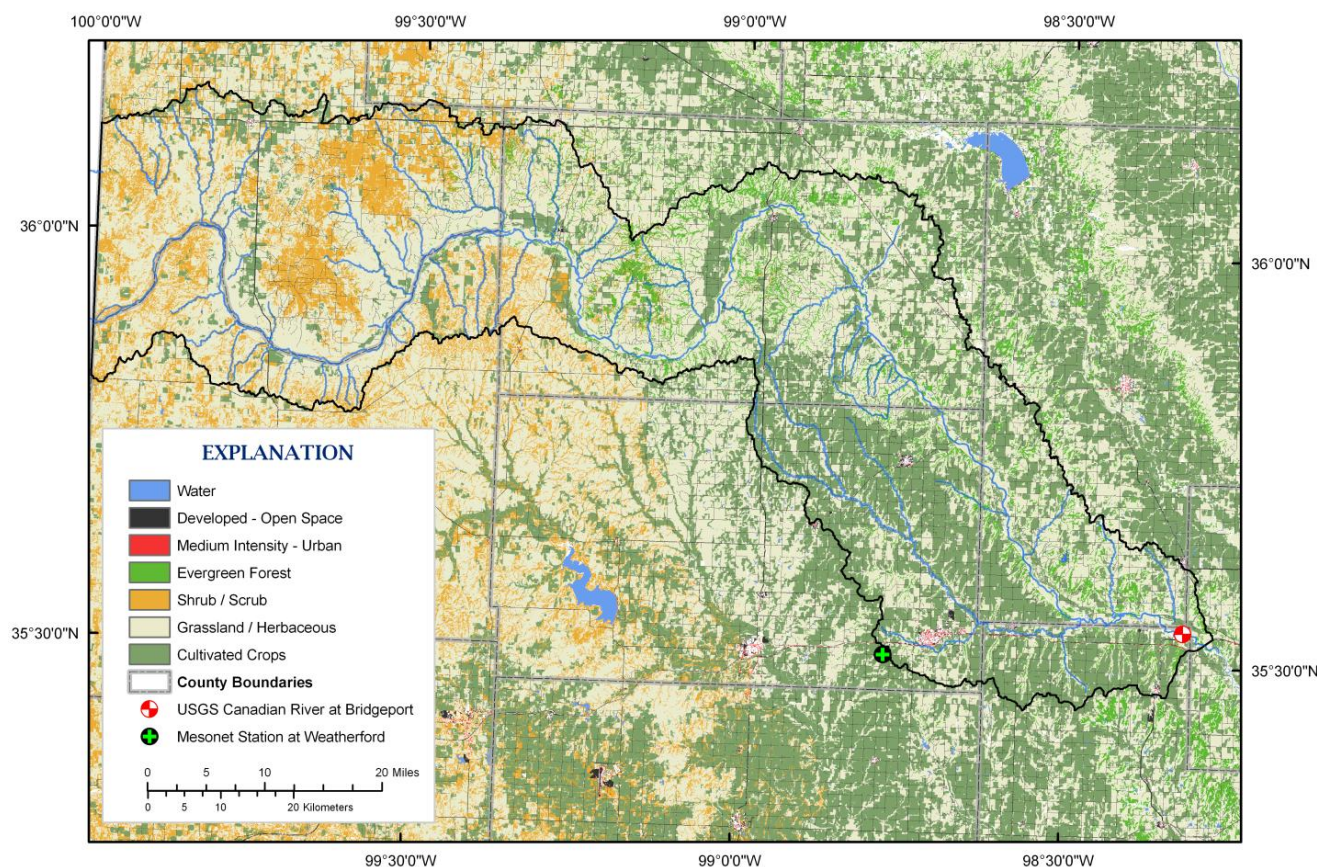 100°0'0"W 99°30'0"W 99°0'0"W 98°30'0"W
36°0'0"N
36°0'0"N
EXPLANATION
Water
Developed - Open Space
Medium Intensity - Urban
Evergreen Forest
Shrub / Scrub
Grassland / Herbaceous
Cultivated Crops
County Boundaries
USGS Canadian River at Bridgeport
Mesonet Station at Weatherford
0 5 10 20 Miles
0 5 10 20 Kilometers
35°30'0"N
35°30'0"N
99°30'0"W 99°0'0"W 98°30'0"W